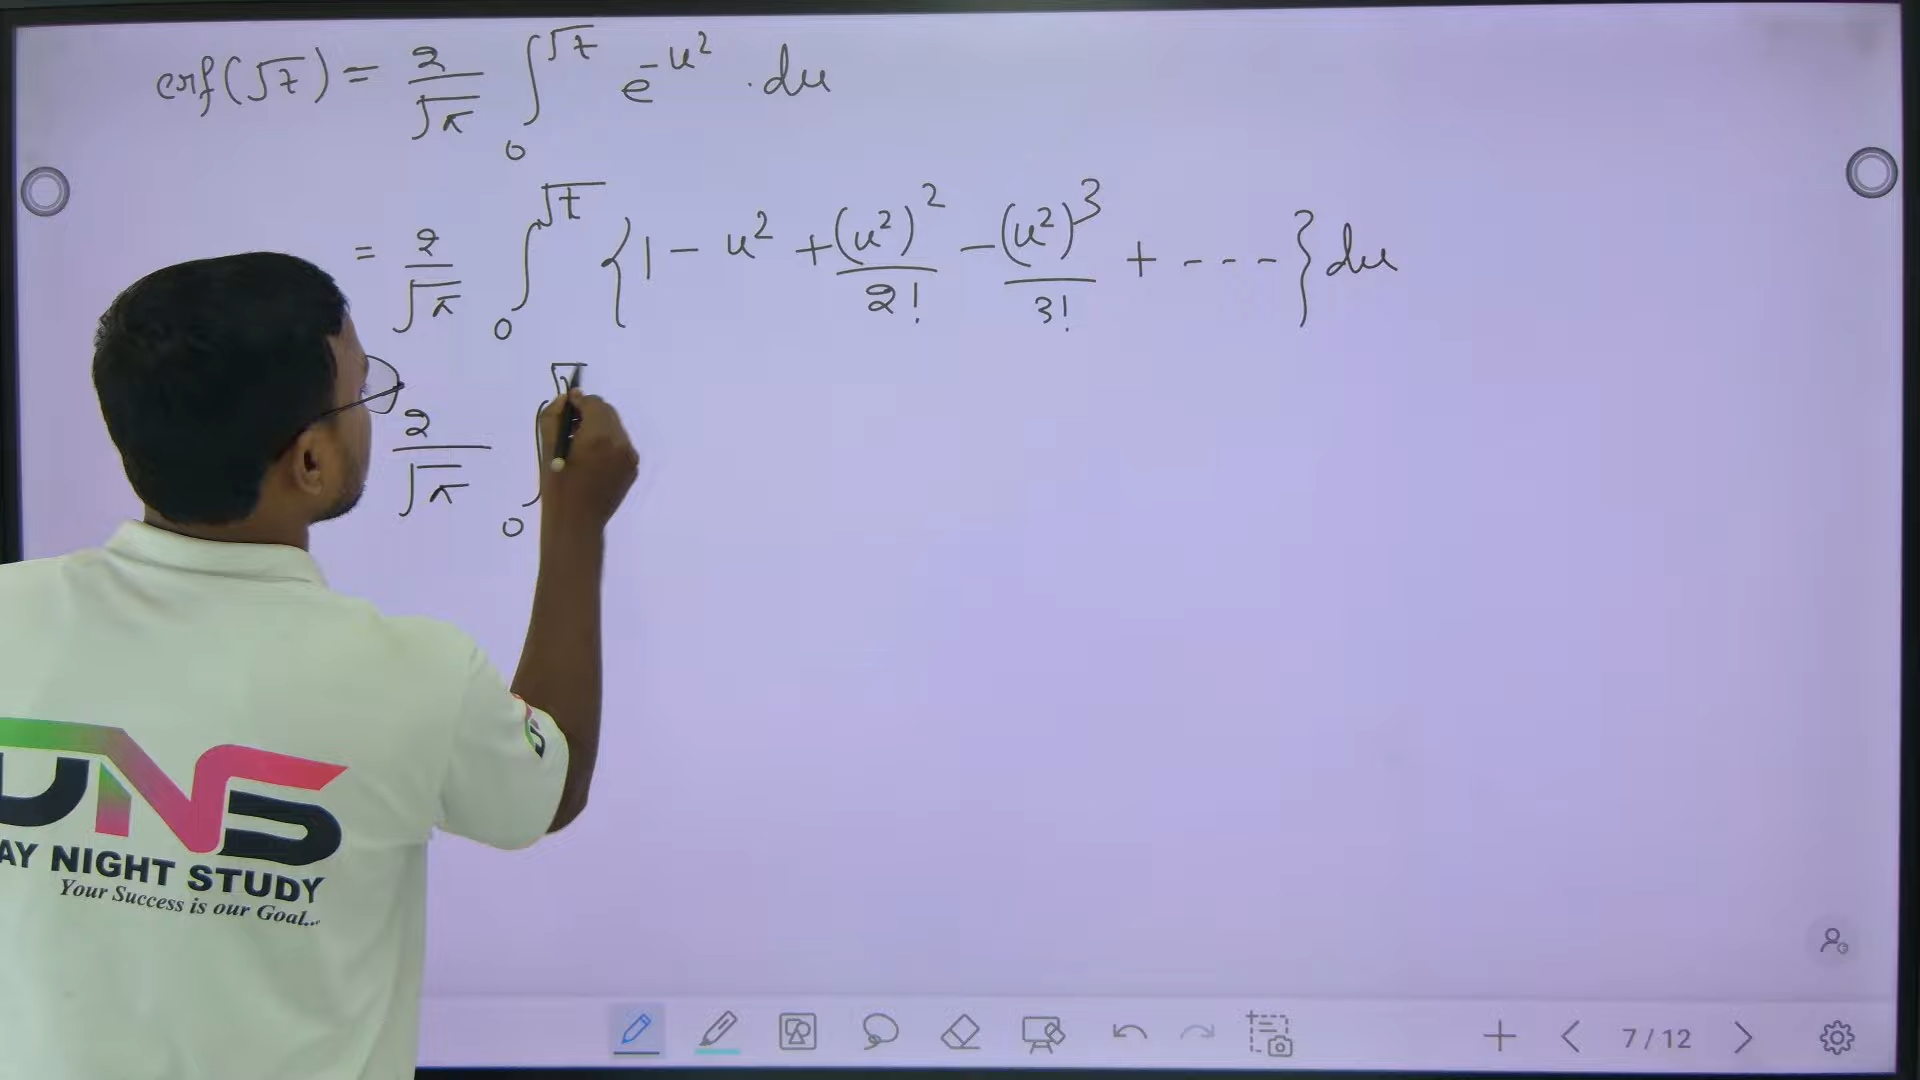 erf(√t) = 2/√π ∫₀^√t e^-u² . du
= 2/√π ∫₀^√t { 1 - u² + (u²)²/2! - (u²)³/3! + ---- } du
2/√π ∫₀
DNS
AY NIGHT STUDY
Your Success is our Goal...
7/12